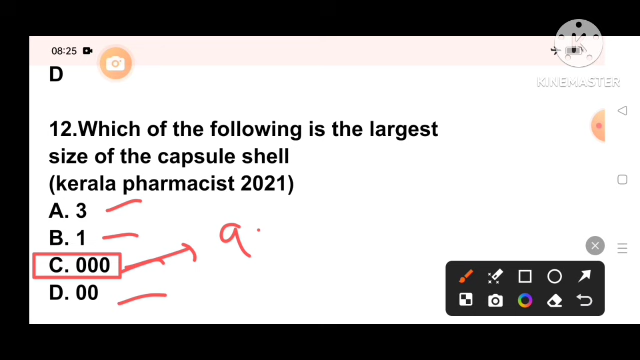 08:25
KINEMASTER
D
12.Which of the following is the largest
size of the capsule shell
(kerala pharmacist 2021)
A. 3
B. 1
C. 000
D. 00